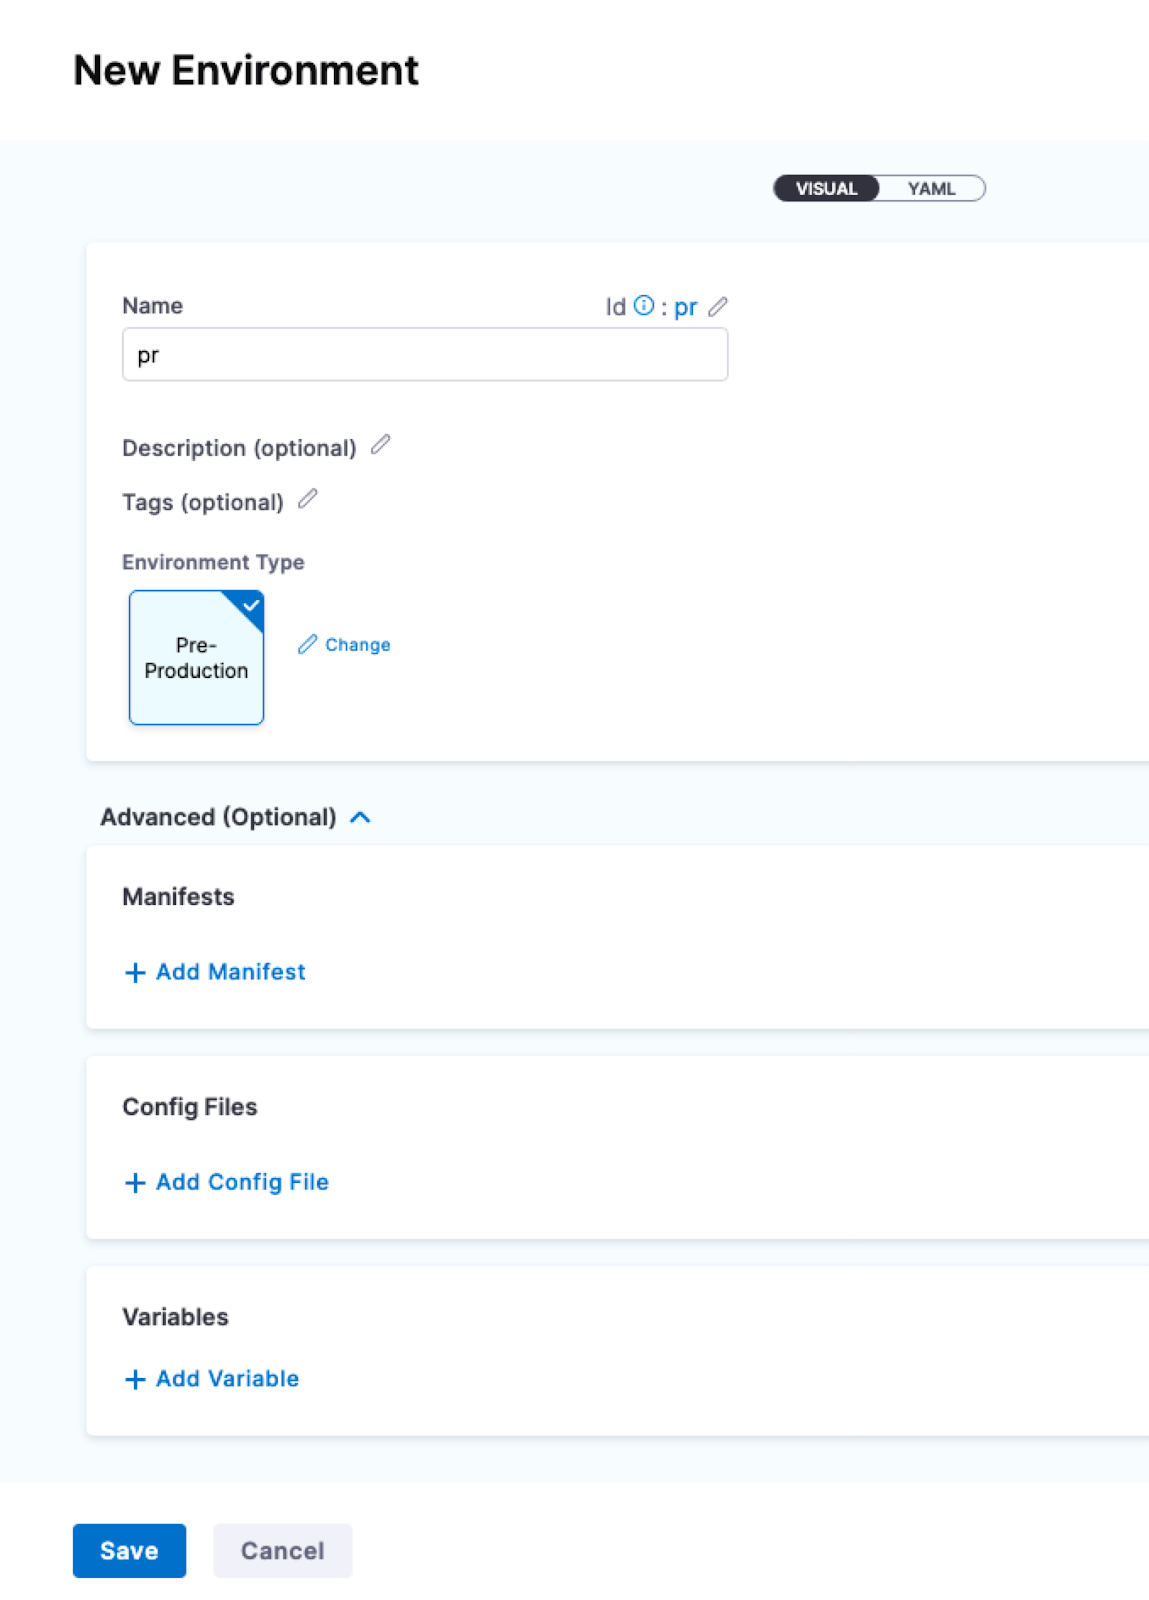 New Environment
VISUAL YAML
Name Id : pr
pr
Description (optional)
Tags (optional)
Environment Type
Pre-
Production
Change
Advanced (Optional)
Manifests
+ Add Manifest
Config Files
+ Add Config File
Variables
+ Add Variable
Save Cancel